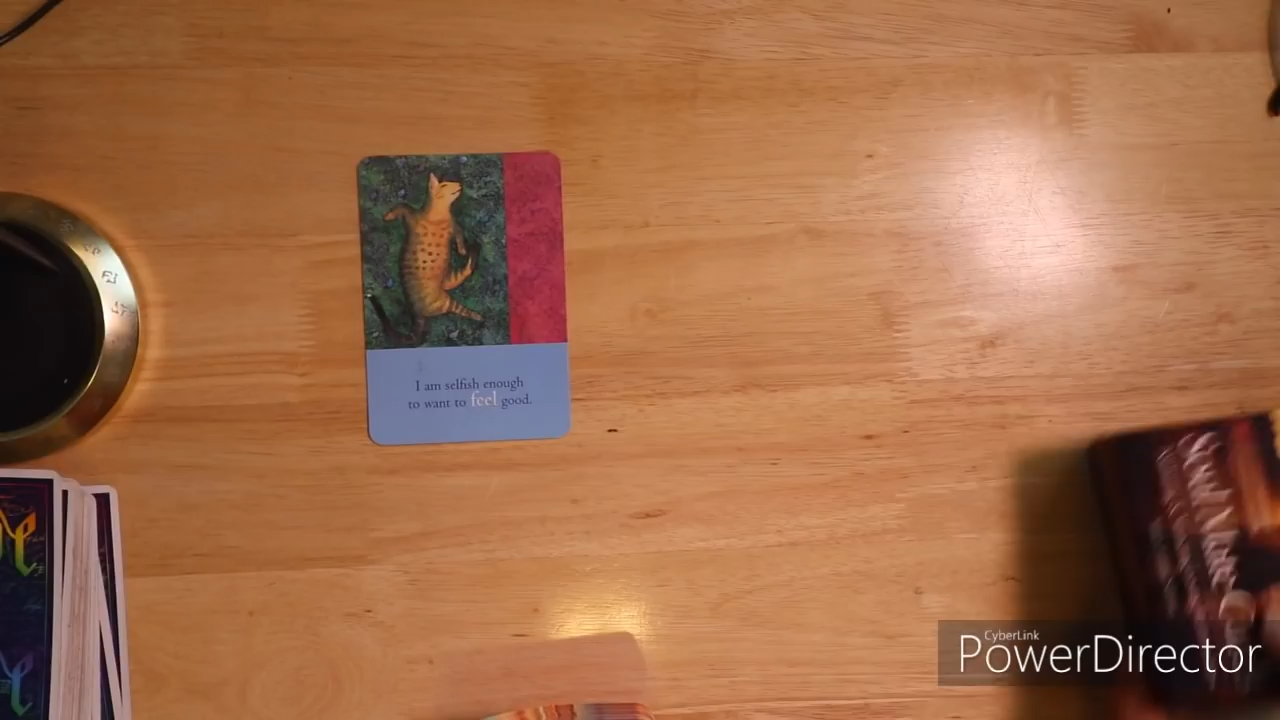 I am selfish enough
to want to feel good.
CyberLink
PowerDirector